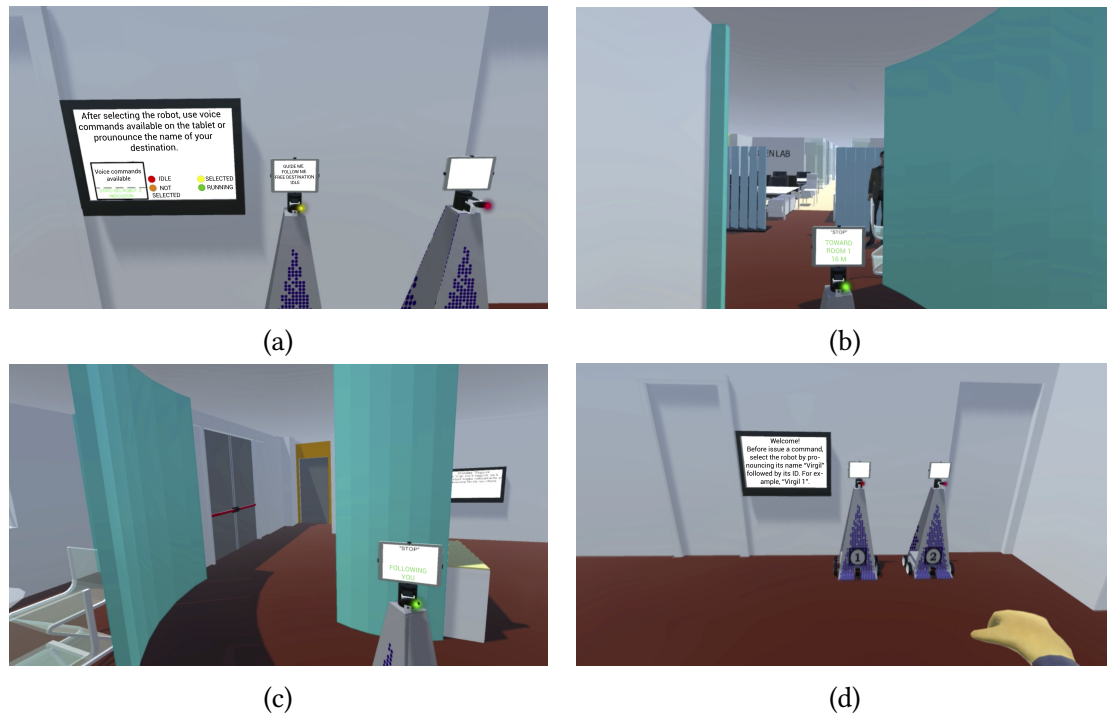 After selecting the robot, use voice
commands available on the tablet or
prounounce the name of your
destination.
Voice commands
available
IDLE
SELECTED
NOT
SELECTED
RUNNING
GUIDE ME
FOLLOW ME
FREE DESTINATION
IDLE
(a)
EN LAB
"STOP"
TOWARD
ROOM 1
16 M
(b)
"STOP"
FOLLOWING
YOU
(c)
Welcome!
Before issue a command,
select the robot by pro-
nouncing its name "Virgil"
followed by its ID. For ex-
ample, "Virgil 1".
1
2
(d)